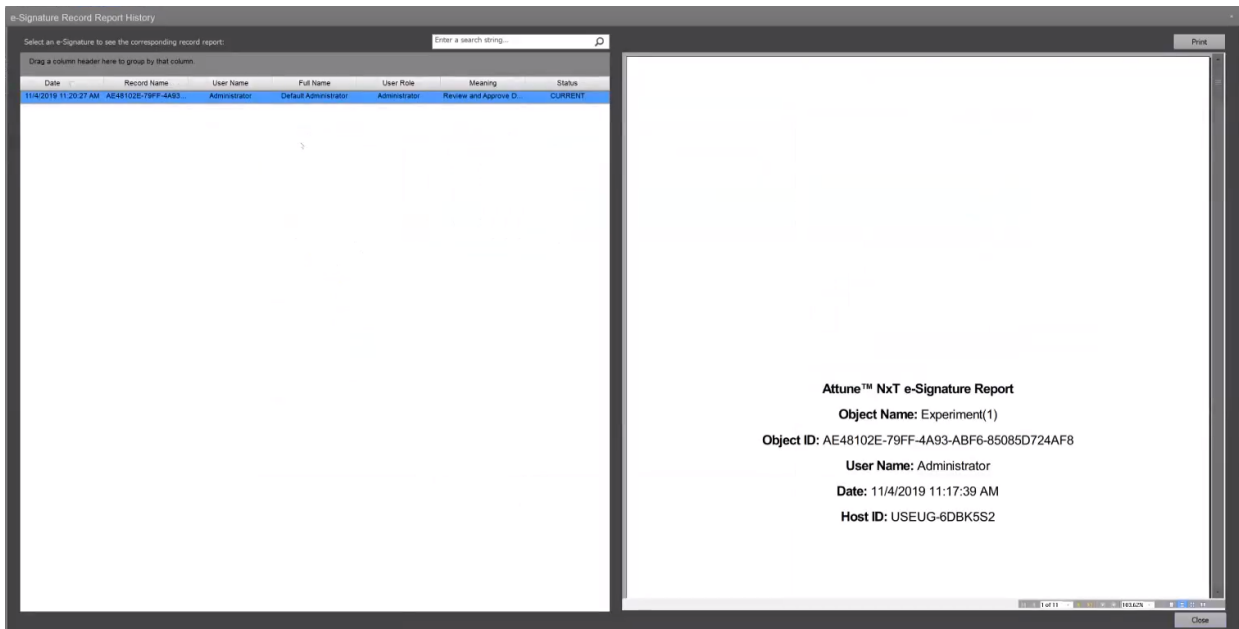 e-Signature Record Report History
Select an e-Signature to see the corresponding record report:
Enter a search string...
Print
Drag a column header here to group by that column.
Date Record Name User Name Full Name User Role Meaning Status
11/4/2019 11:20:27 AM AE48102E-79FF-4A93... Administrator Default Administrator Administrator Review and Approve D... CURRENT
Attune™ NxT e-Signature Report
Object Name: Experiment(1)
Object ID: AE48102E-79FF-4A93-ABF6-85085D724AF8
User Name: Administrator
Date: 11/4/2019 11:17:39 AM
Host ID: USEUG-6DBK5S2
1 of 11 103.62%
Close